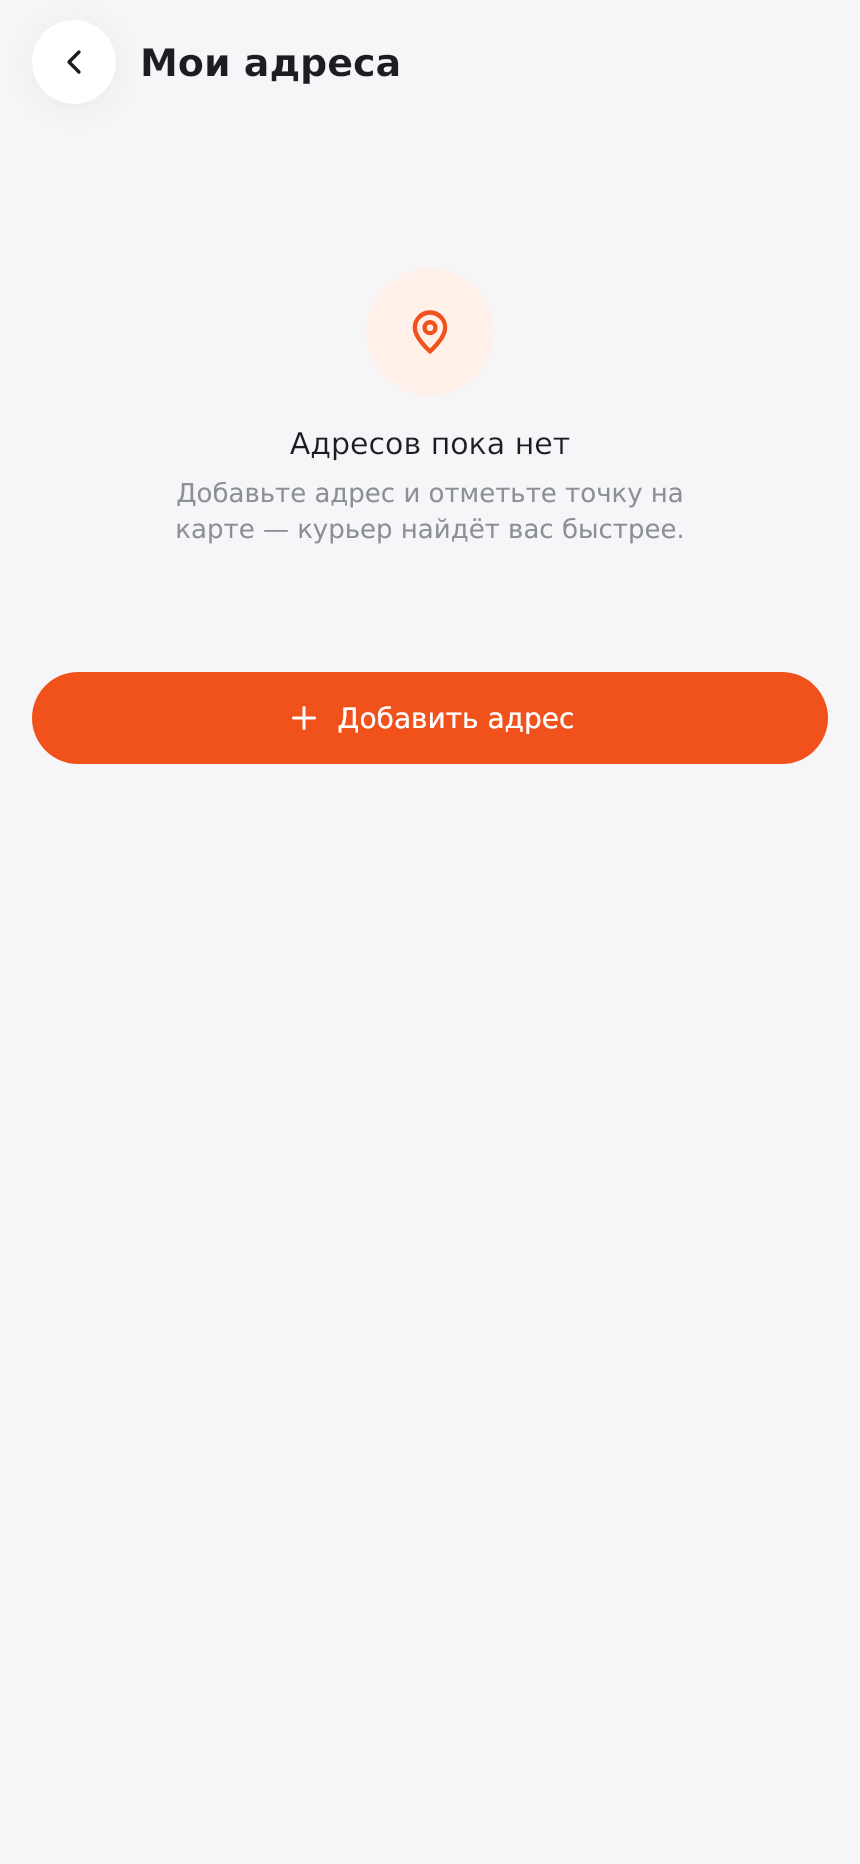 Мои адреса
Адресов пока нет
Добавьте адрес и отметьте точку на
карте — курьер найдёт вас быстрее.
Добавить адрес